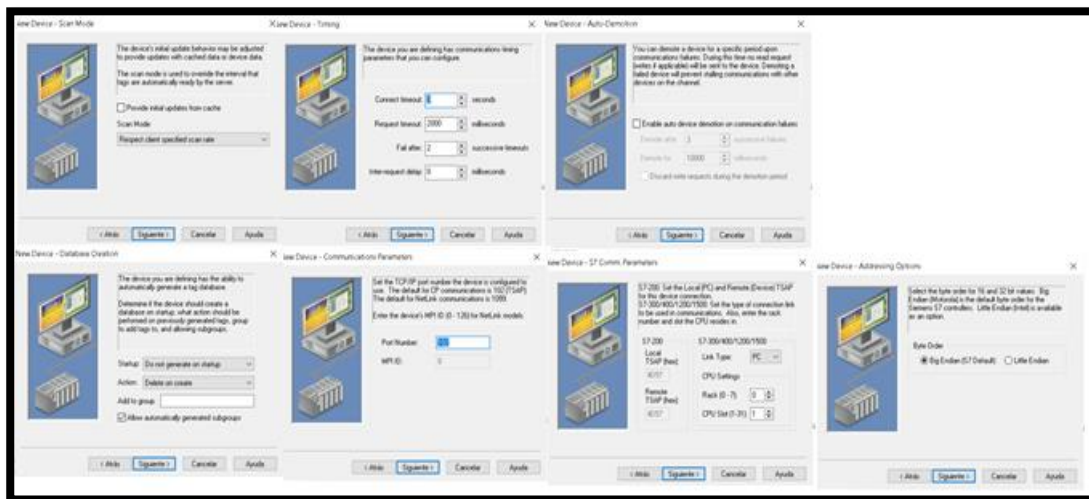 New Device - Scan Mode
The device's initial update behavior may be adjusted
to provide updates with cached data or device data.
The scan mode is used to override the interval that
tags are automatically ready by the server.
Provide initial updates from cache
Scan Mode:
Respect client specified scan rate
< Atrás
Siguiente >
Cancelar
Ayuda
New Device - Timing
The device you are defining has communications timing
parameters that you can configure.
Connect timeout:
seconds
Request timeout: 2000 milliseconds
Fail after: 2 successive timeouts
Inter-request delay: 0 milliseconds
< Atrás
Siguiente >
Cancelar
Ayuda
New Device - Auto-Demotion
You can demote a device for a specific period upon
communications failures. During this time no read request
(writes if applicable) will be sent to the device. Demoting a
failed device will prevent stalling communications with other
devices on the channel.
Enable auto device demotion on communication failures
Demote after 3 successive failures
Demote for 10000 milliseconds
Discard write requests during the demotion period
< Atrás
Siguiente >
Cancelar
Ayuda
New Device - Database Creation
The device you are defining has the ability to
automatically generate a tag database.
Determine if the device should create a
database on startup, what action should be
performed on previously generated tags, group
to add tags to, and allowing subgroups.
Startup: Do not generate on startup
Action: Delete on create
Add to group:
Allow automatically generated subgroups
< Atrás
Siguiente >
Cancelar
Ayuda
New Device - Communications Parameters
Set the TCP/IP port number the device is configured to
use. The default for CP communications is 102 (TSAP).
The default for NetLink communications is 1099.
Enter the device's MPI ID (0 - 126) for NetLink models.
Port Number: 102
MPI ID: 0
< Atrás
Siguiente >
Cancelar
Ayuda
New Device - S7 Comm. Parameters
S7-200: Set the Local (PC) and Remote (Device) TSAP
for this device connection.
S7-300/400/1200/1500: Set the type of connection link
to be used in communications. Also, enter the rack
number and slot the CPU resides in.
S7-200
Local
TSAP (hex)
4D57
Remote
TSAP (hex)
4D57
S7-300/400/1200/1500
Link Type: PC
CPU Settings
Rack (0 - 7) 0
CPU Slot (1-31) 1
< Atrás
Siguiente >
Cancelar
Ayuda
New Device - Addressing Options
Select the byte order for 16 and 32 bit values. Big
Endian (Motorola) is the default byte order for the
Siemens S7 controllers. Little Endian (Intel) is available
as an option.
Byte Order
Big Endian (S7 Default)
Little Endian
< Atrás
Siguiente >
Cancelar
Ayuda